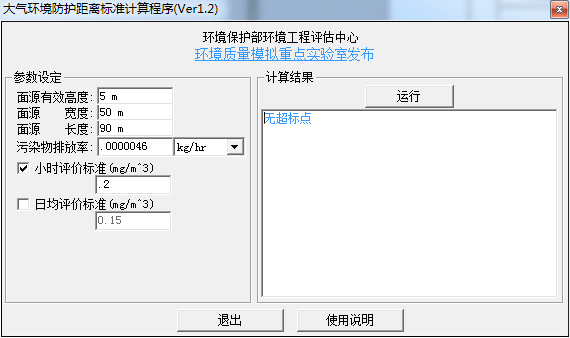 大气环境防护距离标准计算程序(Ver1.2)
环境保护部环境工程评估中心
环境质量模拟重点实验室发布
参数设定
面源有效高度: 5 m
面源 宽度: 50 m
面源 长度: 90 m
污染物排放率: .0000046 kg/hr
小时评价标准(mg/m^3)
.2
日均评价标准(mg/m^3)
0.15
计算结果
运行
无超标点
退出
使用说明